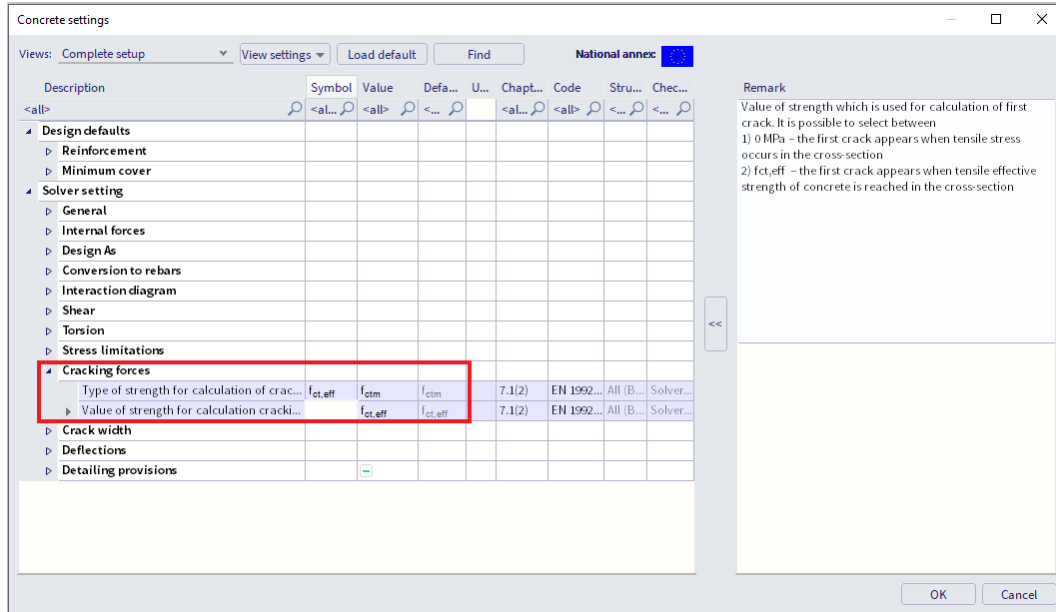 Concrete settings
Views: Complete setup View settings Load default Find National annex:
Description Symbol Value Defa... U... Chapt... Code Stru... Chec...
<all> <al... <all> <... <al... <all> <... <...
Design defaults
Reinforcement
Minimum cover
Solver setting
General
Internal forces
Design As
Conversion to rebars
Interaction diagram
Shear
Torsion
Stress limitations
Cracking forces
Type of strength for calculation of crac... fct,eff fctm fctm 7.1(2) EN 1992... All (B... Solver...
Value of strength for calculation cracki... fct,eff fct,eff 7.1(2) EN 1992... All (B... Solver...
Crack width
Deflections
Detailing provisions
<<
Remark
Value of strength which is used for calculation of first
crack. It is possible to select between
1) 0 MPa – the first crack appears when tensile stress
occurs in the cross-section
2) fct,eff – the first crack appears when tensile effective
strength of concrete is reached in the cross-section
OK Cancel